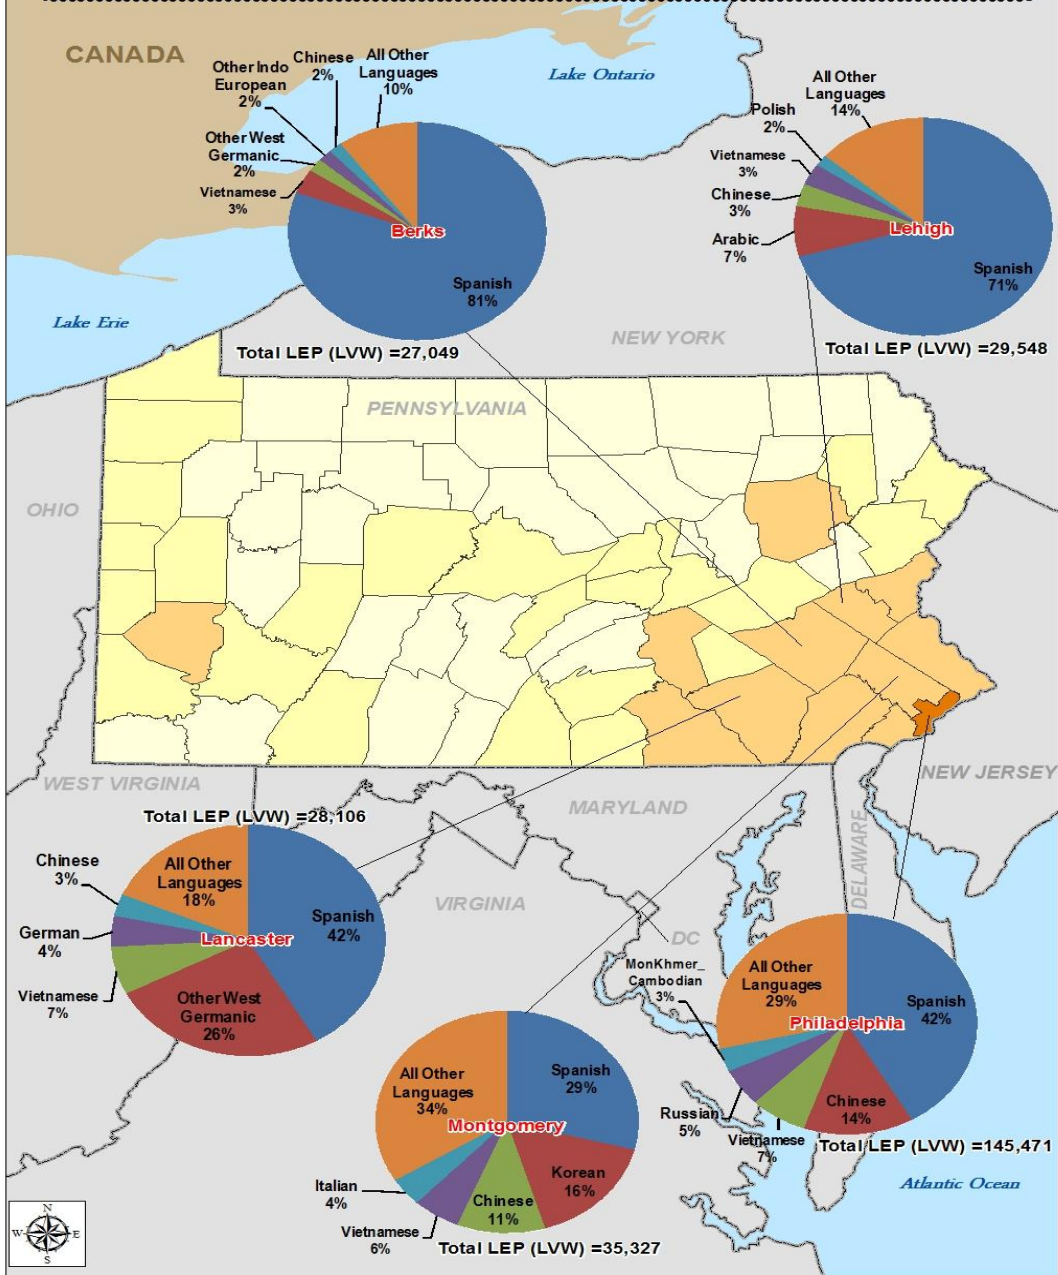 CANADA
Lake Ontario
Other Indo
European
2%
Chinese
2%
All Other
Languages
10%
Other West
Germanic
2%
Vietnamese
3%
Berks
Spanish
81%
Total LEP (LVW) =27,049
All Other
Languages
14%
Polish
2%
Vietnamese
3%
Chinese
3%
Arabic
7%
Lehigh
Spanish
71%
Total LEP (LVW) =29,548
Lake Erie
NEW YORK
PENNSYLVANIA
OHIO
WEST VIRGINIA
MARYLAND
NEW JERSEY
DELAWARE
VIRGINIA
DC
Total LEP (LVW) =28,106
Chinese
3%
All Other
Languages
18%
Spanish
42%
German
4%
Lancaster
Vietnamese
7%
Other West
Germanic
26%
MonKhmer_
Cambodian
3%
All Other
Languages
29%
Spanish
42%
Philadelphia
Russian
5%
Vietnamese
7%
Chinese
14%
Total LEP (LVW) =145,471
All Other
Languages
34%
Spanish
29%
Montgomery
Italian
4%
Vietnamese
6%
Chinese
11%
Korean
16%
Total LEP (LVW) =35,327
Atlantic Ocean
N
W
E
S